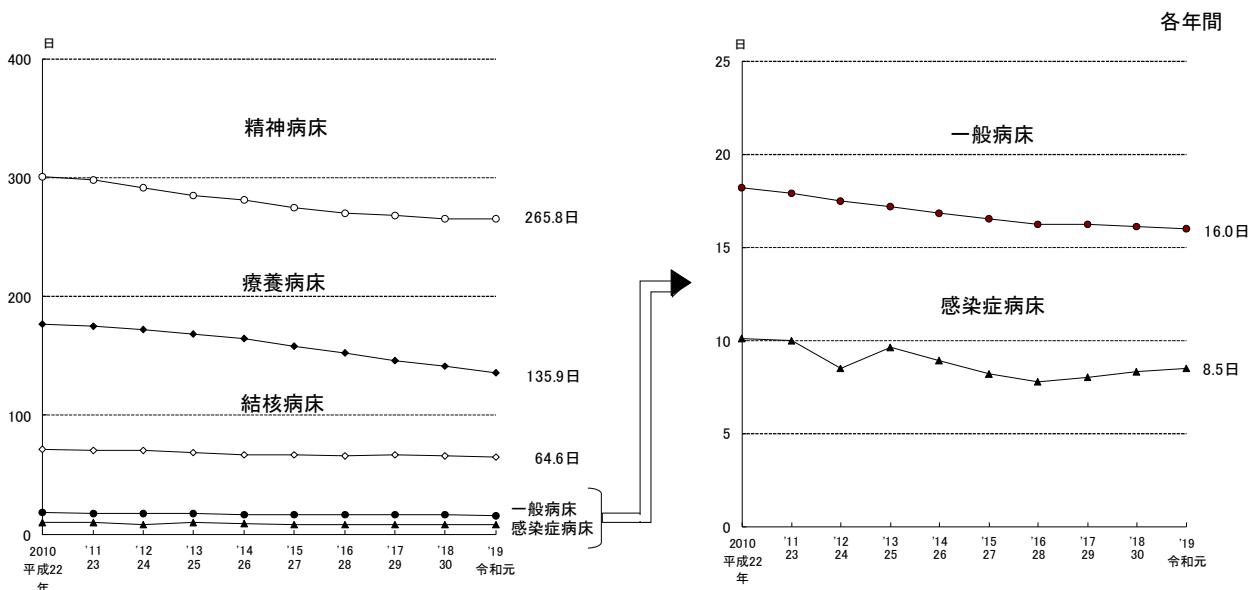 各年間
日
400
300
200
100
0
精神病床
療養病床
結核病床
265.8日
135.9日
64.6日
一般病床
感染症病床
2010 '11 '12 '13 '14 '15 '16 '17 '18 '19
平成22 23 24 25 26 27 28 29 30 令和元
年
日
25
20
15
10
5
0
一般病床
感染症病床
16.0日
8.5日
2010 '11 '12 '13 '14 '15 '16 '17 '18 '19
平成22 23 24 25 26 27 28 29 30 令和元
年